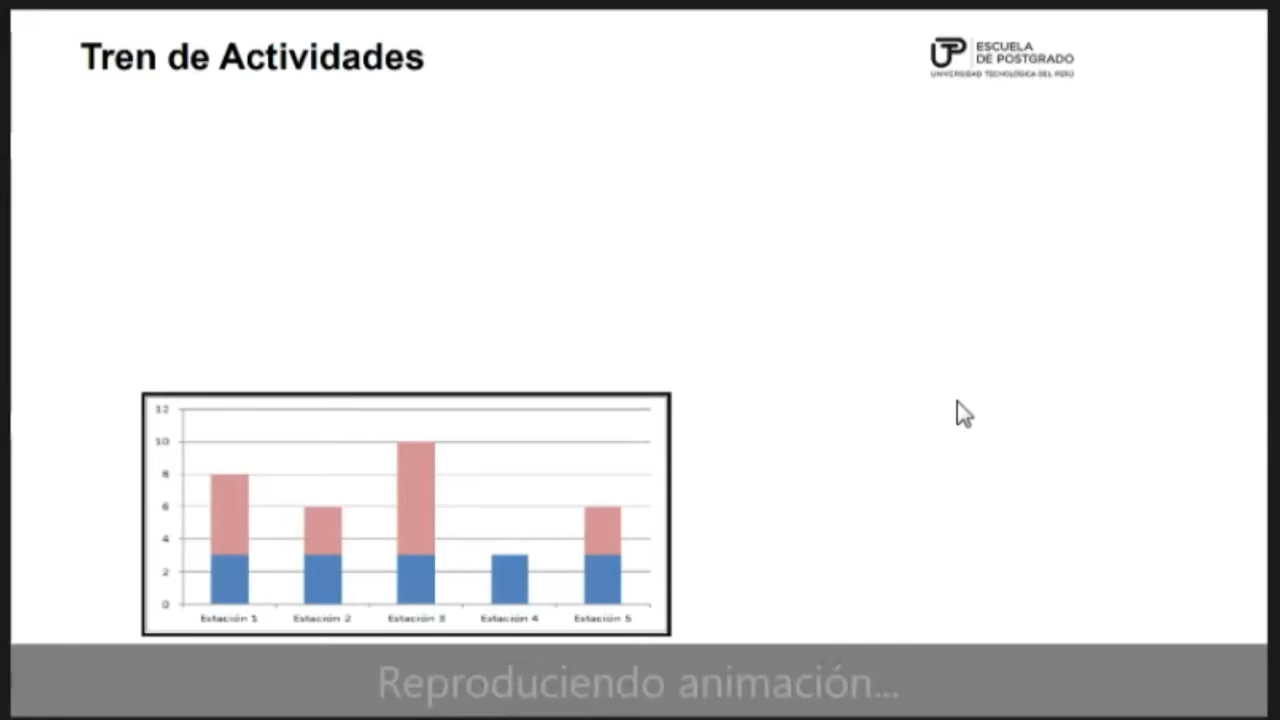 Tren de Actividades
ESCUELA
DE POSTGRADO
UNIVERSIDAD TECNOLÓGICA DEL PERÚ
12
10
8
6
4
2
0
Estación 1 Estación 2 Estación 3 Estación 4 Estación 5
Reproduciendo animación...